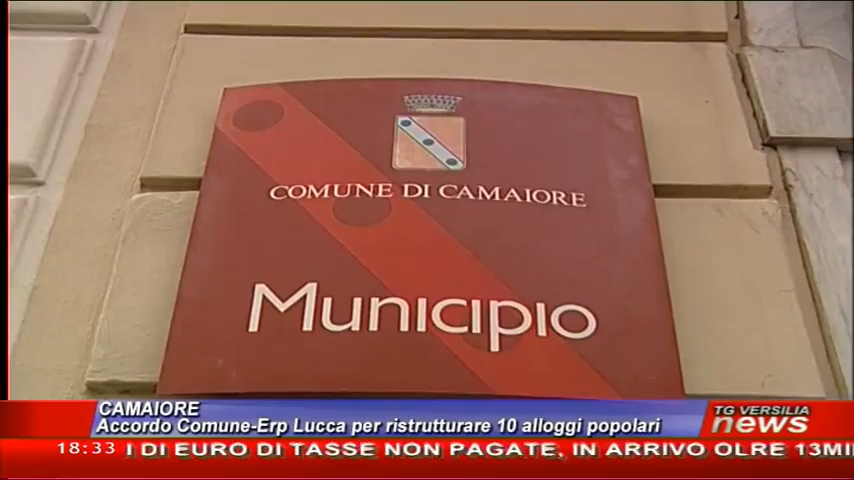 COMUNE DI CAMAIORE
Municipio
CAMAIORE
Accordo Comune-Erp Lucca per ristrutturare 10 alloggi popolari
TG VERSILIA
news
18:33 I DI EURO DI TASSE NON PAGATE, IN ARRIVO OLRE 13MI